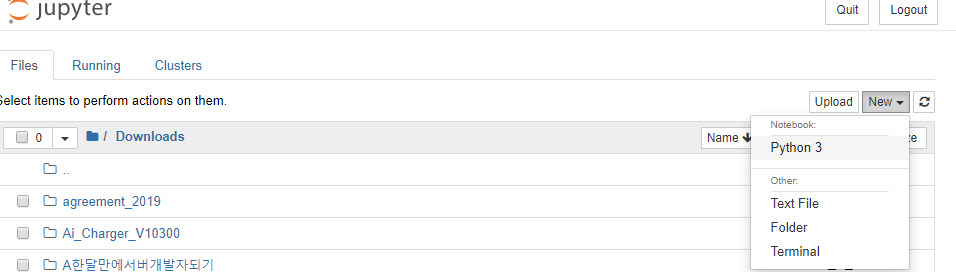 jupyter
Quit Logout
Files Running Clusters
Select items to perform actions on them.
Upload New
0 / Downloads Name
Notebook:
Python 3
..
Other:
agreement_2019
Text File
Ai_Charger_V10300
Folder
Terminal
A한달만에서버개발자되기